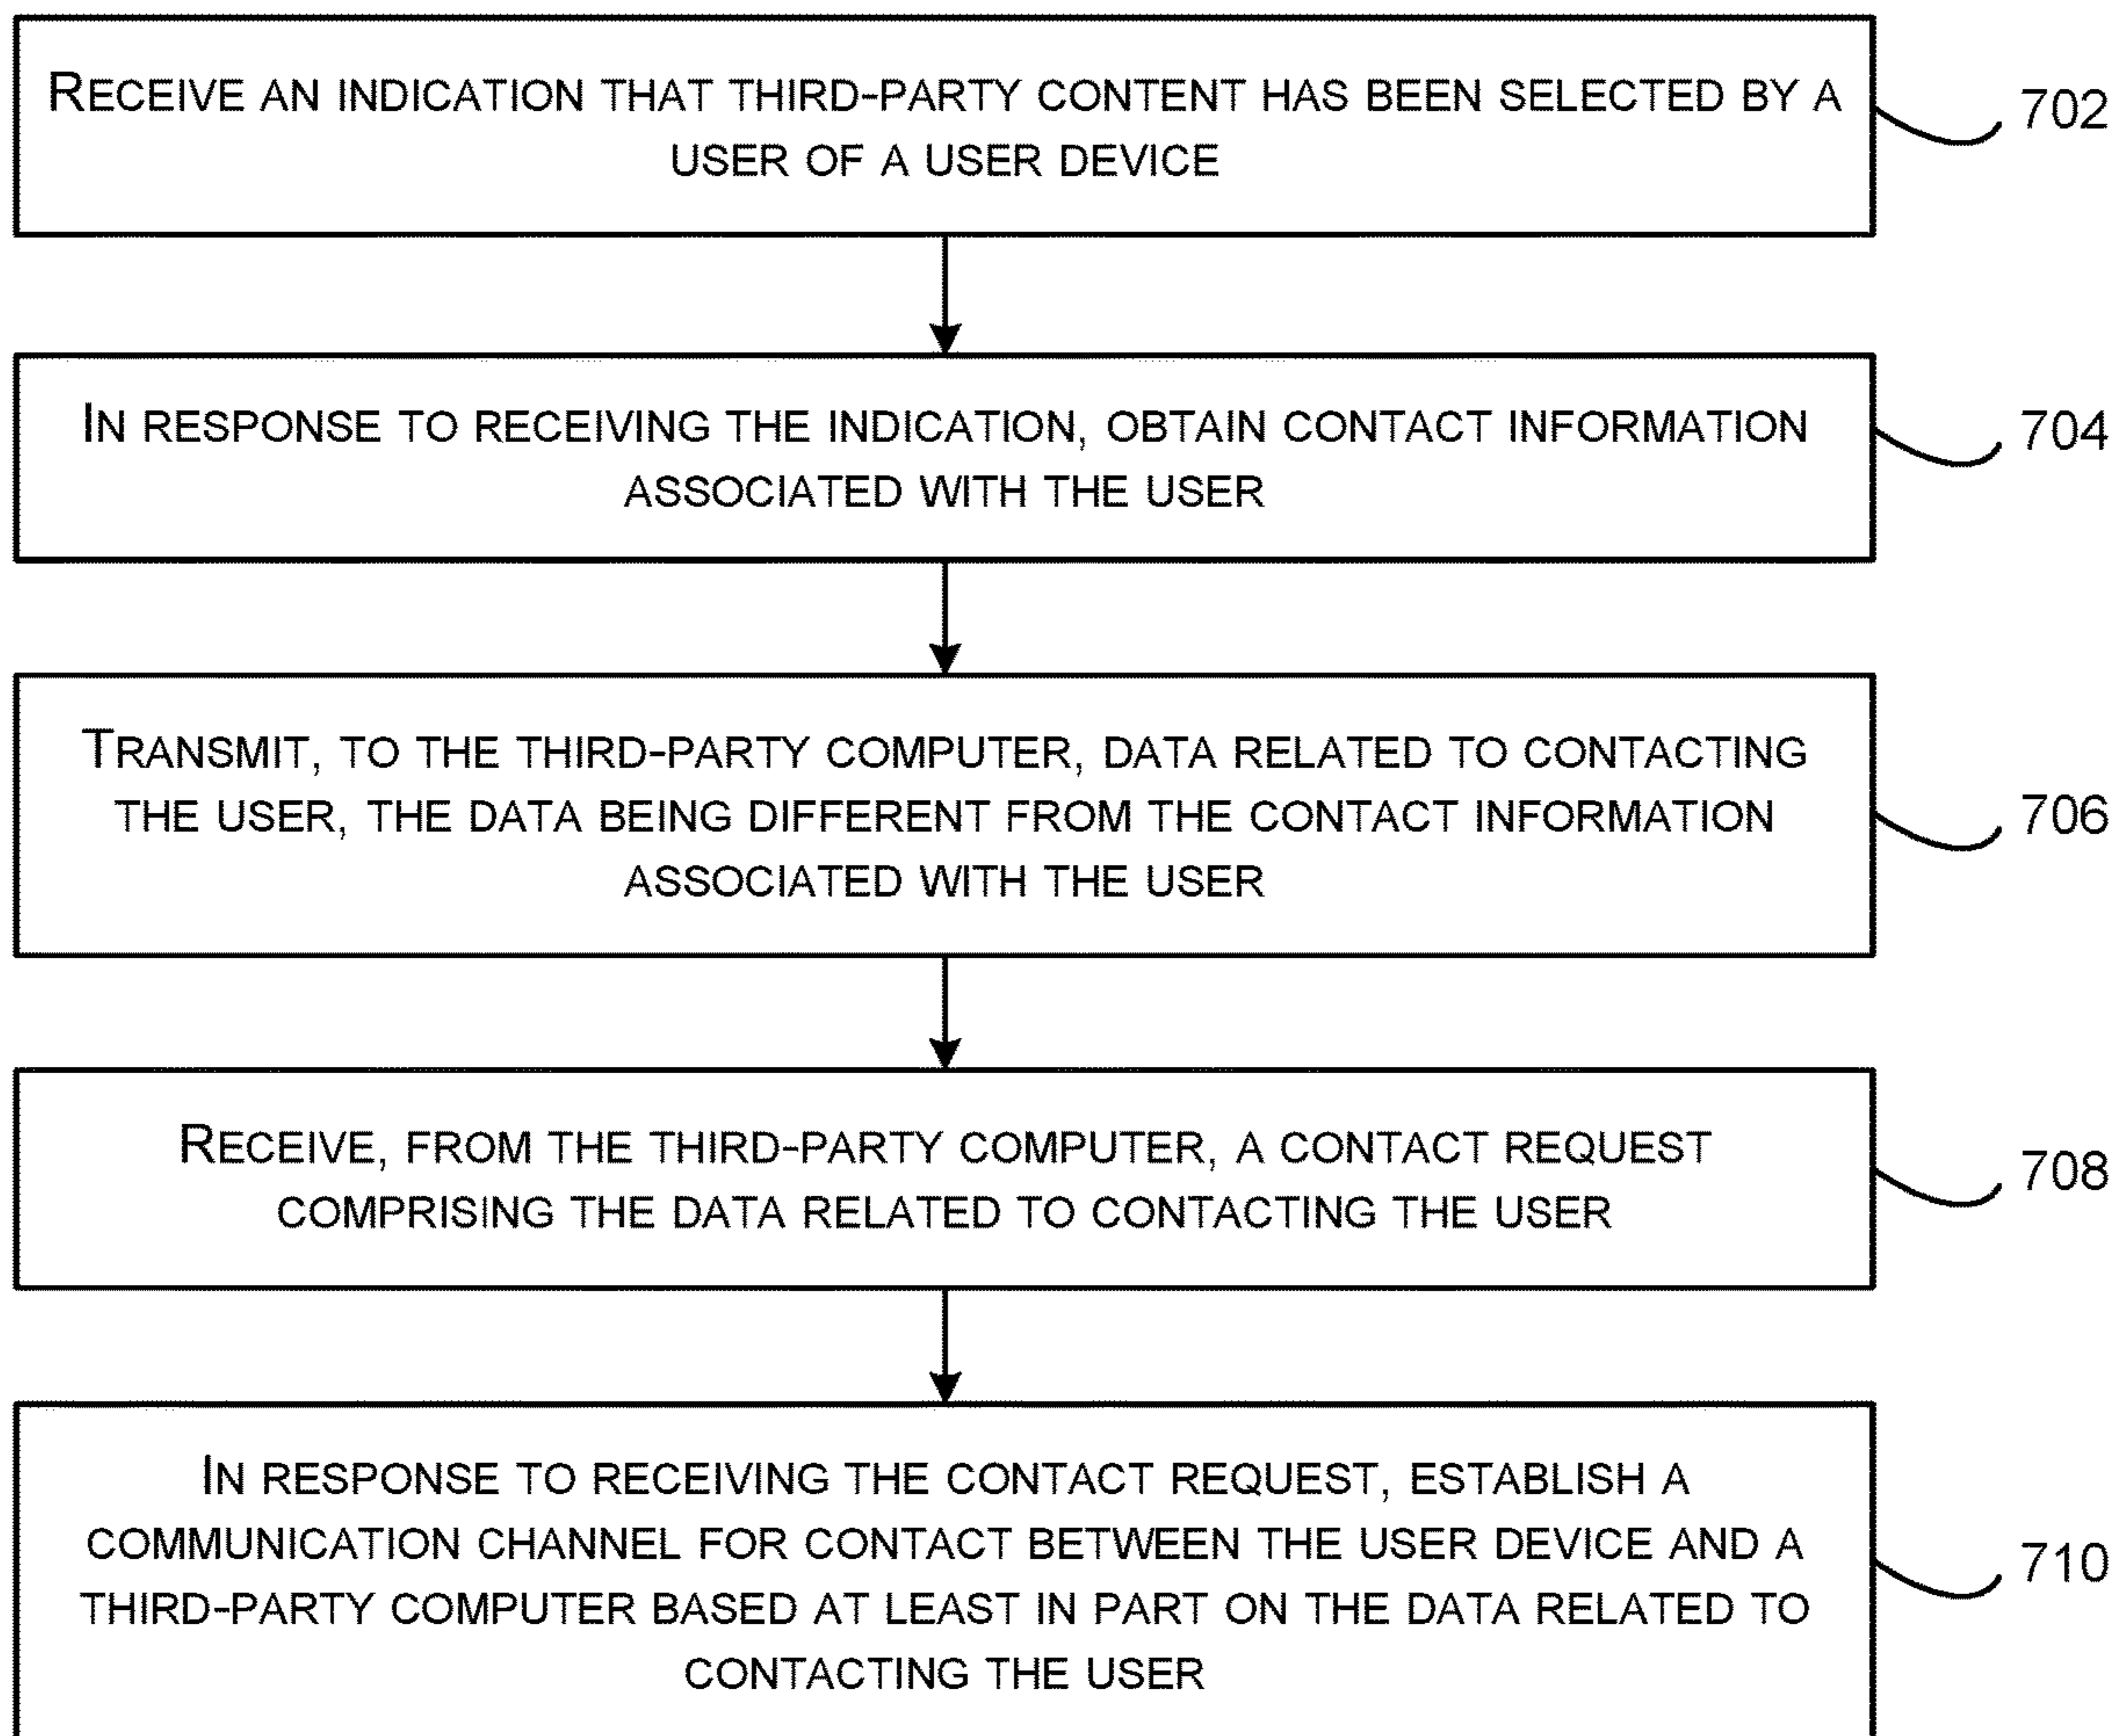 RECEIVE AN INDICATION THAT THIRD-PARTY CONTENT HAS BEEN SELECTED BY A
USER OF A USER DEVICE
702
IN RESPONSE TO RECEIVING THE INDICATION, OBTAIN CONTACT INFORMATION
ASSOCIATED WITH THE USER
704
TRANSMIT, TO THE THIRD-PARTY COMPUTER, DATA RELATED TO CONTACTING
THE USER, THE DATA BEING DIFFERENT FROM THE CONTACT INFORMATION
ASSOCIATED WITH THE USER
706
RECEIVE, FROM THE THIRD-PARTY COMPUTER, A CONTACT REQUEST
COMPRISING THE DATA RELATED TO CONTACTING THE USER
708
IN RESPONSE TO RECEIVING THE CONTACT REQUEST, ESTABLISH A
COMMUNICATION CHANNEL FOR CONTACT BETWEEN THE USER DEVICE AND A
THIRD-PARTY COMPUTER BASED AT LEAST IN PART ON THE DATA RELATED TO
CONTACTING THE USER
710